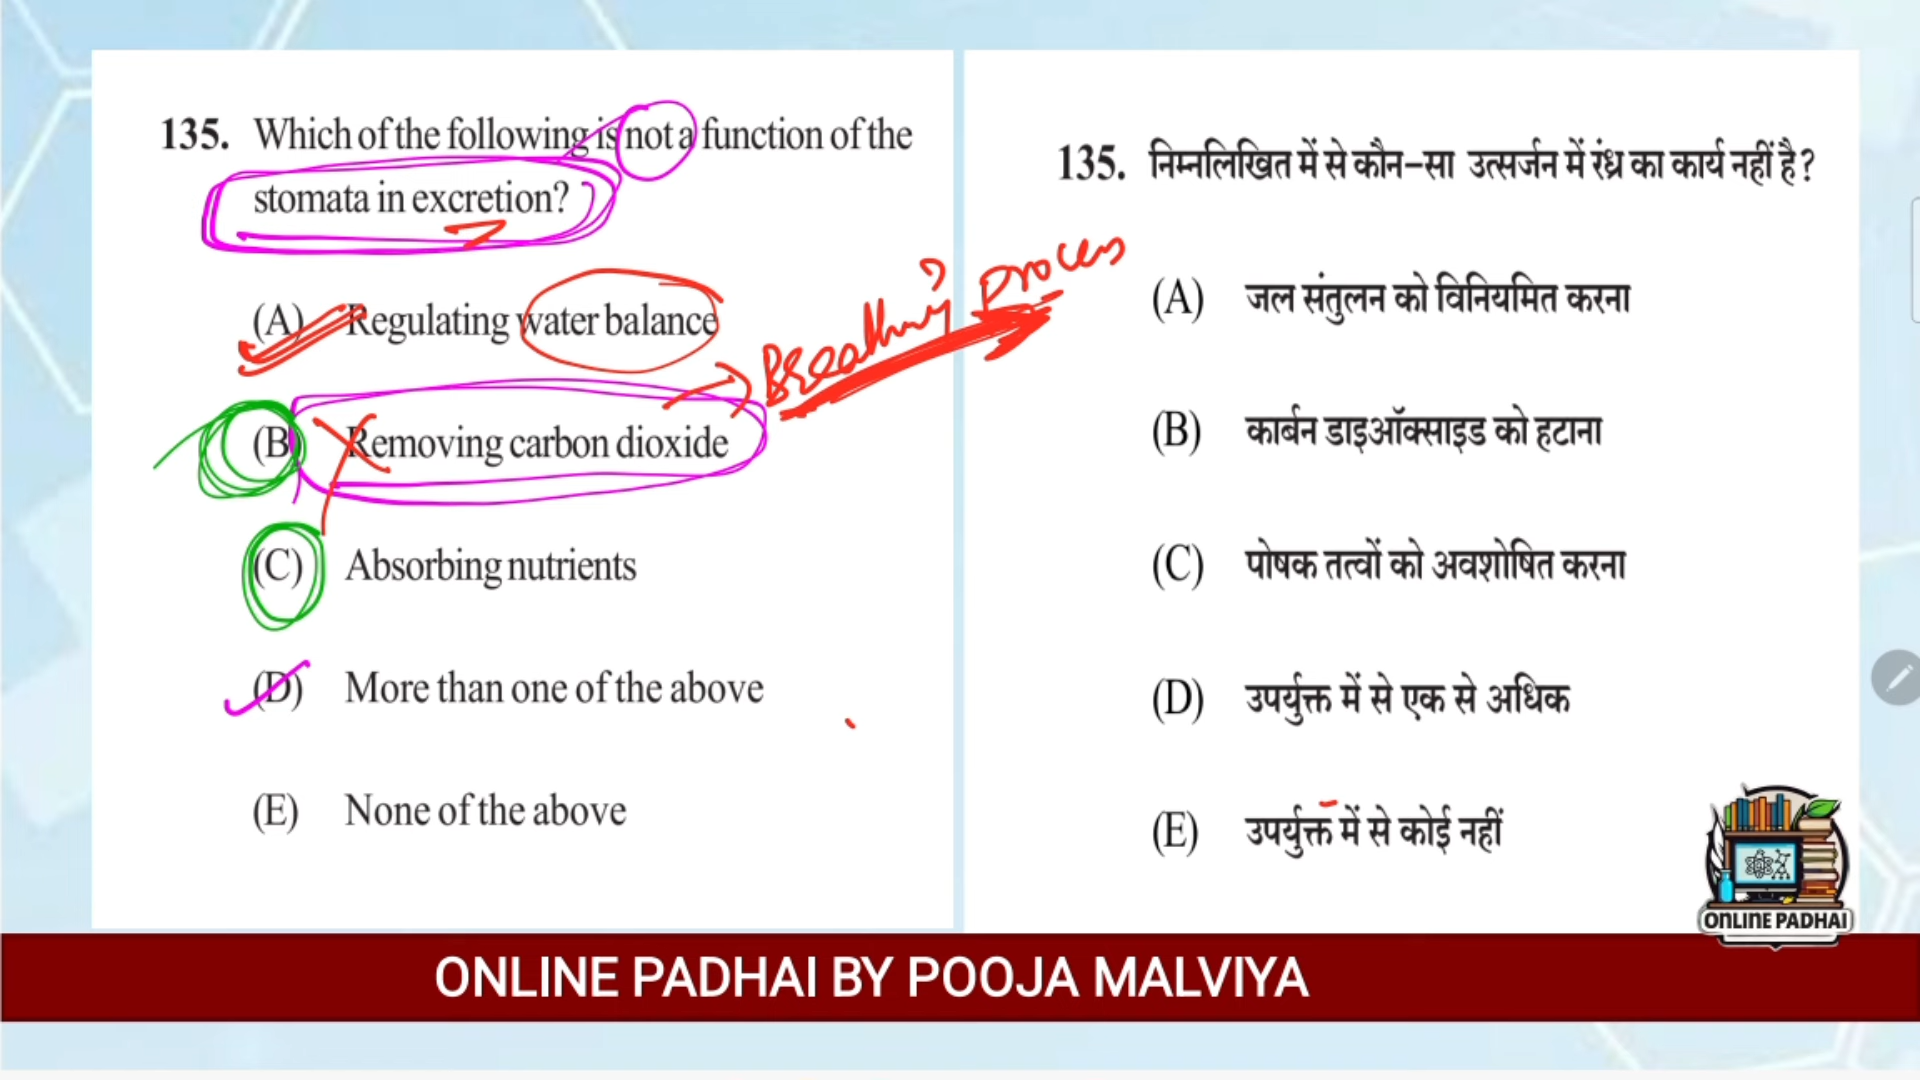 135. Which of the following is not a function of the
stomata in excretion?
(A) Regulating water balance
(B) Removing carbon dioxide
(C) Absorbing nutrients
(D) More than one of the above
(E) None of the above
Breathing process
135. निम्नलिखित में से कौन-सा उत्सर्जन में रंध्र का कार्य नहीं है?
(A) जल संतुलन को विनियमित करना
(B) कार्बन डाइऑक्साइड को हटाना
(C) पोषक तत्वों को अवशोषित करना
(D) उपर्युक्त में से एक से अधिक
(E) उपर्युक्त में से कोई नहीं
ONLINE PADHAI
ONLINE PADHAI BY POOJA MALVIYA